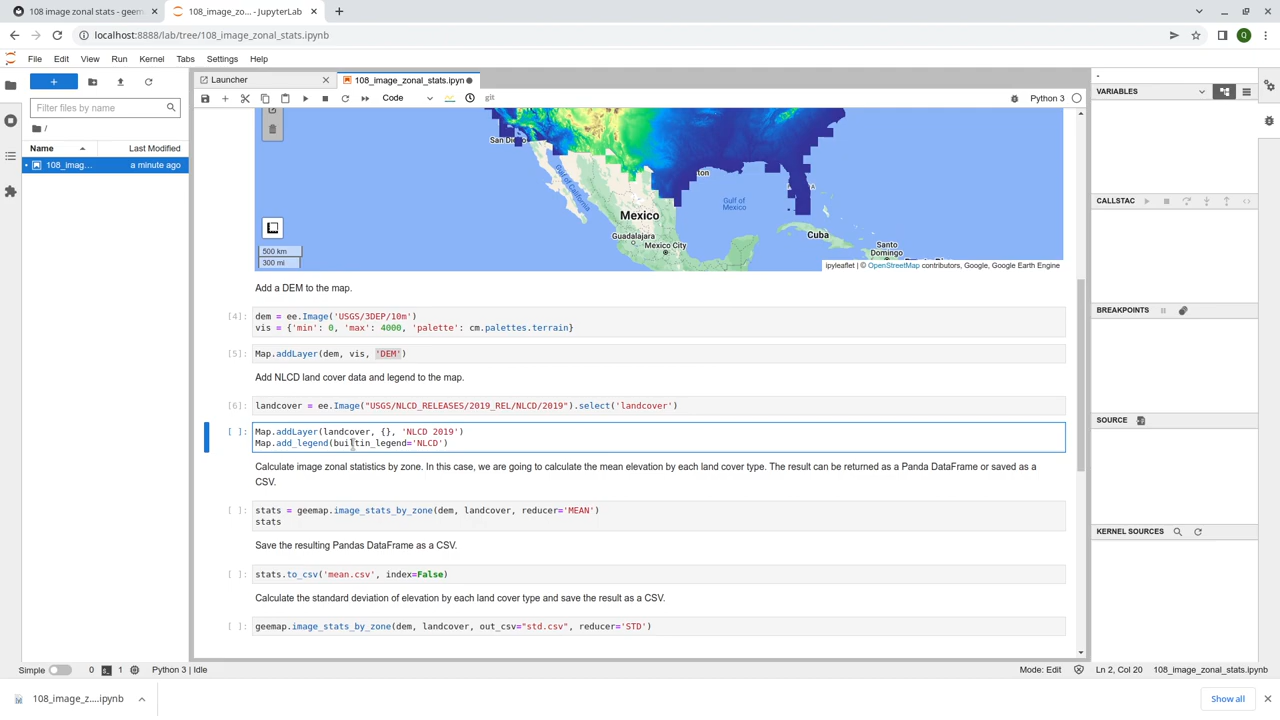 108 image zonal stats - geem
108_image_zo... - JupyterLab
localhost:8888/lab/tree/108_image_zonal_stats.ipynb
Q
File Edit View Run Kernel Tabs Settings Help
Launcher
108_image_zonal_stats.ipyn
Filter files by name
/
Name Last Modified
108_imag... a minute ago
Code
git
Python 3
San Diego
Gulf of California
Mexico
Guadalajara
Mexico City
Gulf of
Mexico
Cuba
Santo
Domingo
500 km
300 mi
ipyleaflet | © OpenStreetMap contributors, Google, Google Earth Engine
Add a DEM to the map.
[4]: dem = ee.Image('USGS/3DEP/10m')
vis = {'min': 0, 'max': 4000, 'palette': cm.palettes.terrain}
[5]: Map.addLayer(dem, vis, 'DEM')
Add NLCD land cover data and legend to the map.
[6]: landcover = ee.Image("USGS/NLCD_RELEASES/2019_REL/NLCD/2019").select('landcover')
[ ]: Map.addLayer(landcover, {}, 'NLCD 2019')
Map.add_legend(builtin_legend='NLCD')
Calculate image zonal statistics by zone. In this case, we are going to calculate the mean elevation by each land cover type. The result can be returned as a Panda DataFrame or saved as a
CSV.
[ ]: stats = geemap.image_stats_by_zone(dem, landcover, reducer='MEAN')
stats
Save the resulting Pandas DataFrame as a CSV.
[ ]: stats.to_csv('mean.csv', index=False)
Calculate the standard deviation of elevation by each land cover type and save the result as a CSV.
[ ]: geemap.image_stats_by_zone(dem, landcover, out_csv="std.csv", reducer='STD')
-
VARIABLES
CALLSTAC
BREAKPOINTS
SOURCE
KERNEL SOURCES
Simple 0 1 Python 3 | Idle
Mode: Edit Ln 2, Col 20 108_image_zonal_stats.ipynb
108_image_z....ipynb
Show all